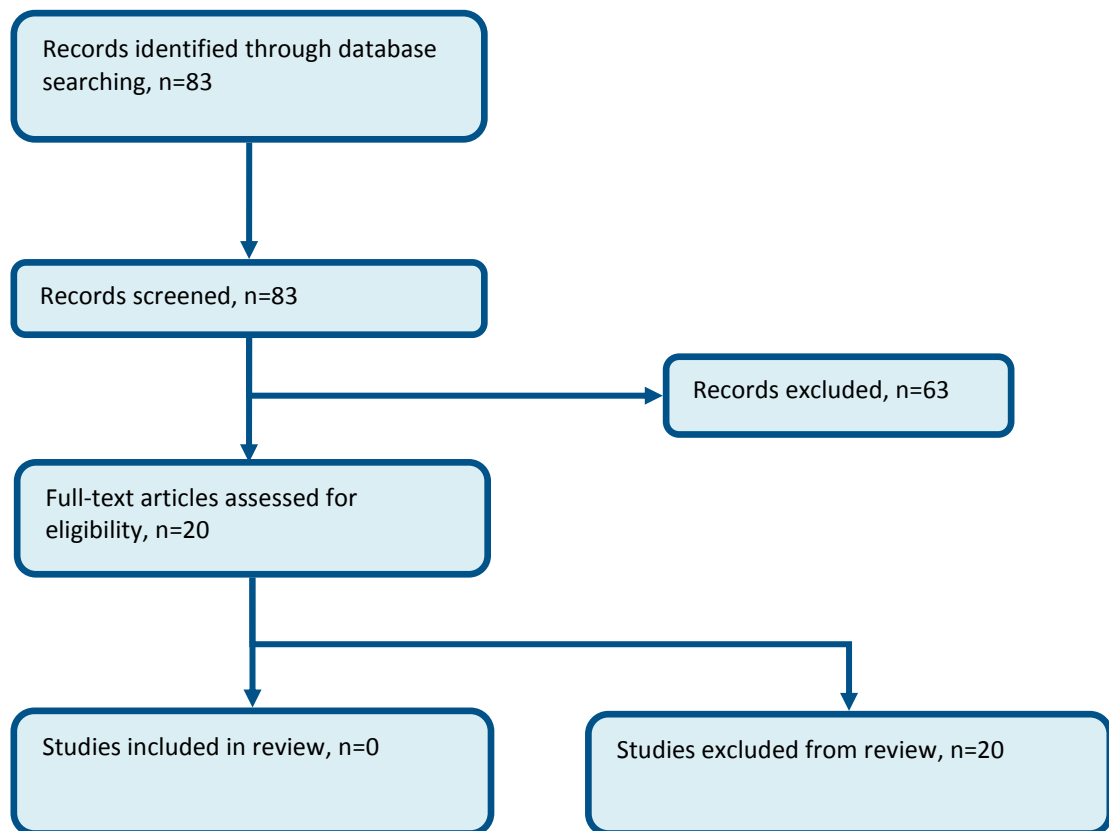 Records identified through database
searching, n=83
Records screened, n=83
Records excluded, n=63
Full-text articles assessed for
eligibility, n=20
Studies included in review, n=0
Studies excluded from review, n=20